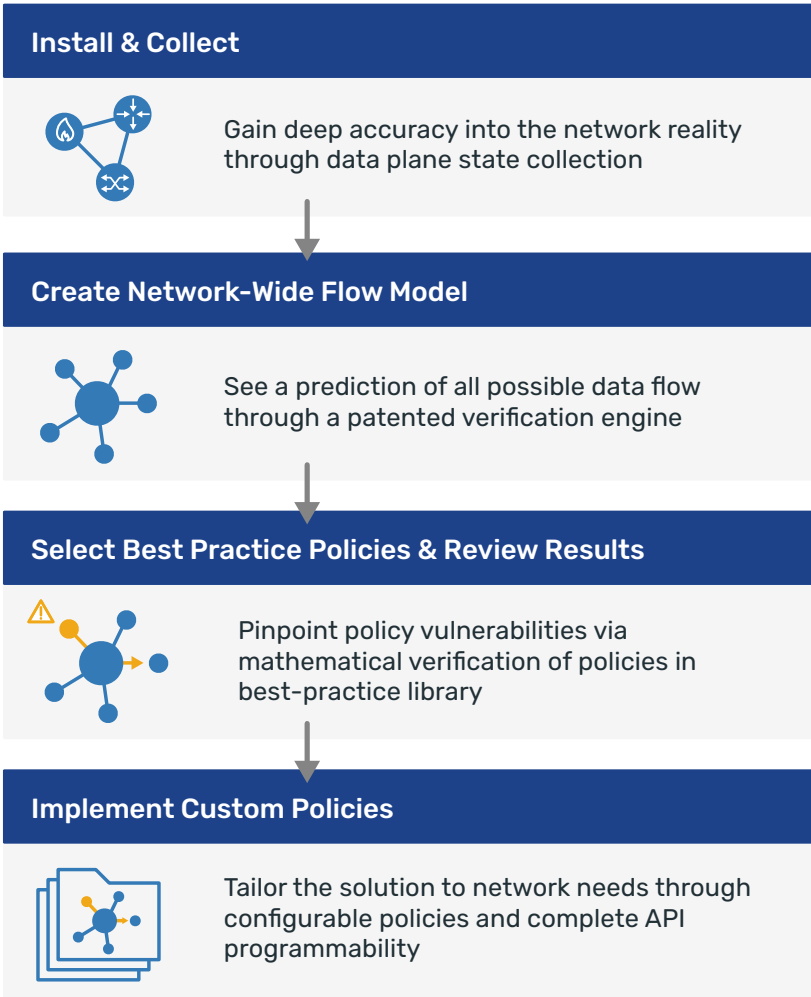 Install & Collect
Gain deep accuracy into the network reality
through data plane state collection
Create Network-Wide Flow Model
See a prediction of all possible data flow
through a patented verification engine
Select Best Practice Policies & Review Results
Pinpoint policy vulnerabilities via
mathematical verification of policies in
best-practice library
Implement Custom Policies
Tailor the solution to network needs through
configurable policies and complete API
programmability